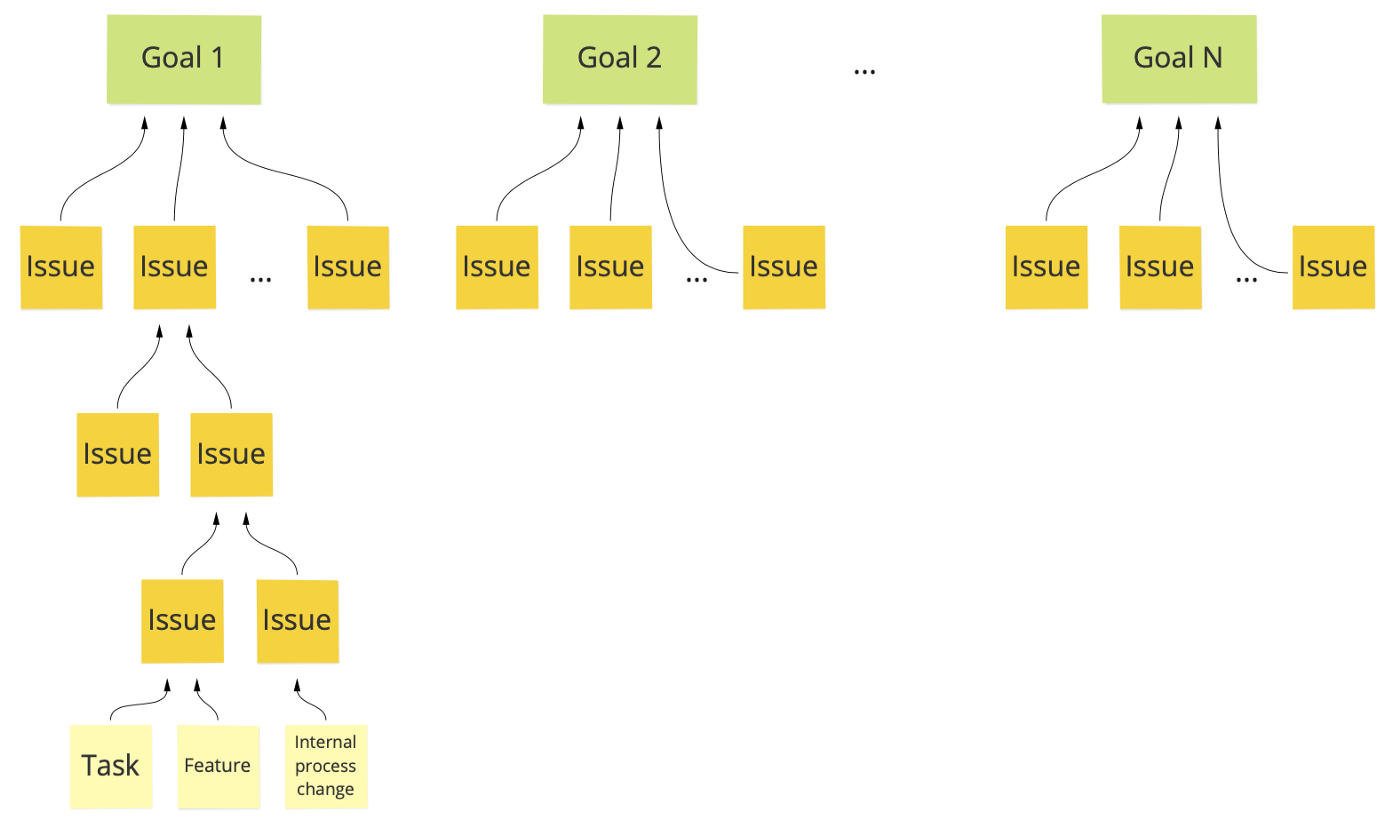 Goal 1
Goal 2
...
Goal N
Issue
Issue
...
Issue
Issue
Issue
...
Issue
Issue
Issue
...
Issue
Issue
Issue
Issue
Issue
Task
Feature
Internal
process
change